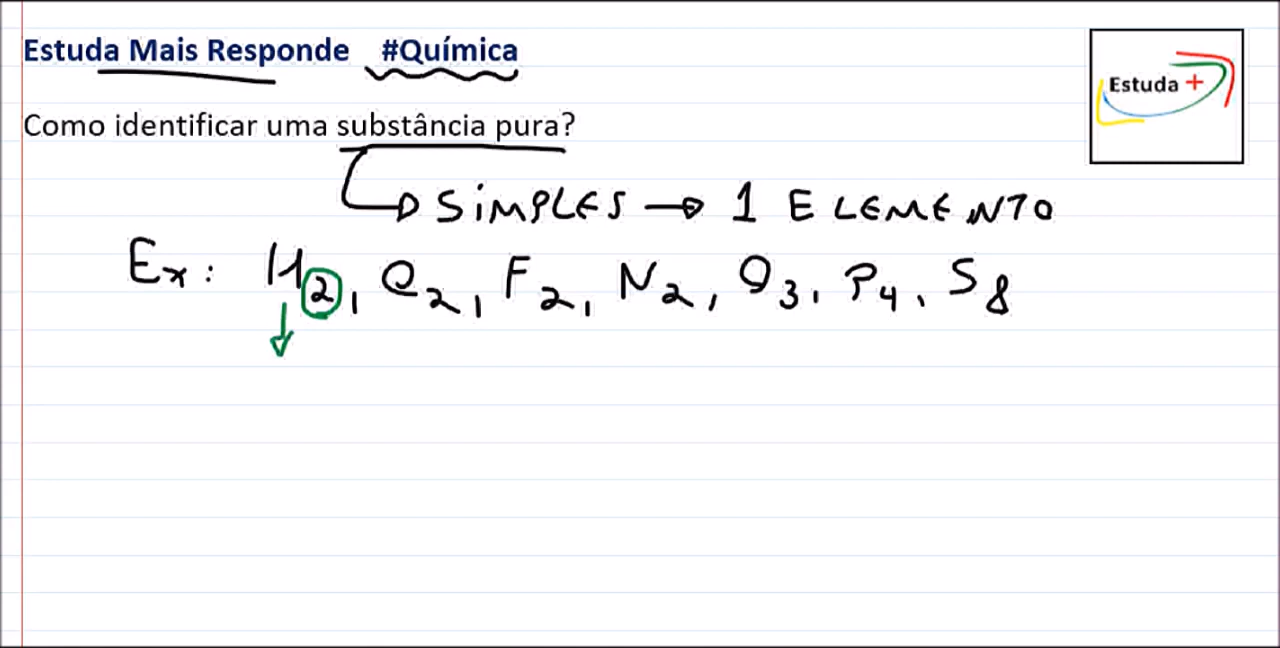 Estuda Mais Responde #Química
Estuda +
Como identificar uma substância pura?
SIMPLES → 1 ELEMENTO
Ex: H2, O2, F2, N2, O3, P4, S8